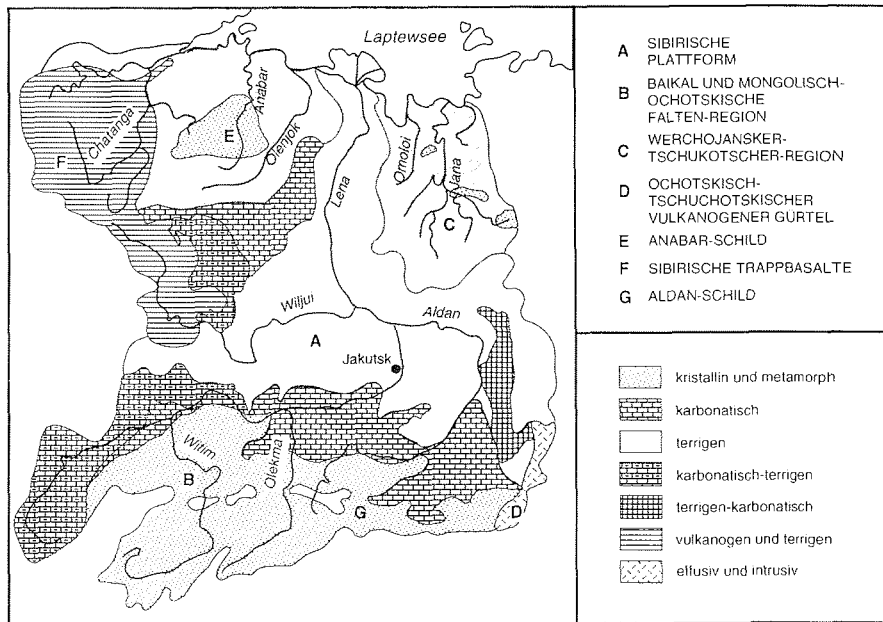 Laptewsee
Chatanga
Anabar
Olenjok
E
F
Lena
Omoloi
Jana
C
Wiljui
Aldan
A
Jakutsk
Witim
Olekma
B
G
D
A SIBIRISCHE
PLATTFORM
B BAIKAL UND MONGOLISCH-
OCHOTSKISCHE
FALTEN-REGION
C WERCHOJANSKER-
TSCHUKOTSCHER-REGION
D OCHOTSKISCH-
TSCHUCHOTSKISCHER
VULKANOGENER GÜRTEL
E ANABAR-SCHILD
F SIBIRISCHE TRAPPBASALTE
G ALDAN-SCHILD
kristallin und metamorph
karbonatisch
terrigen
karbonatisch-terrigen
terrigen-karbonatisch
vulkanogen und terrigen
effusiv und intrusiv